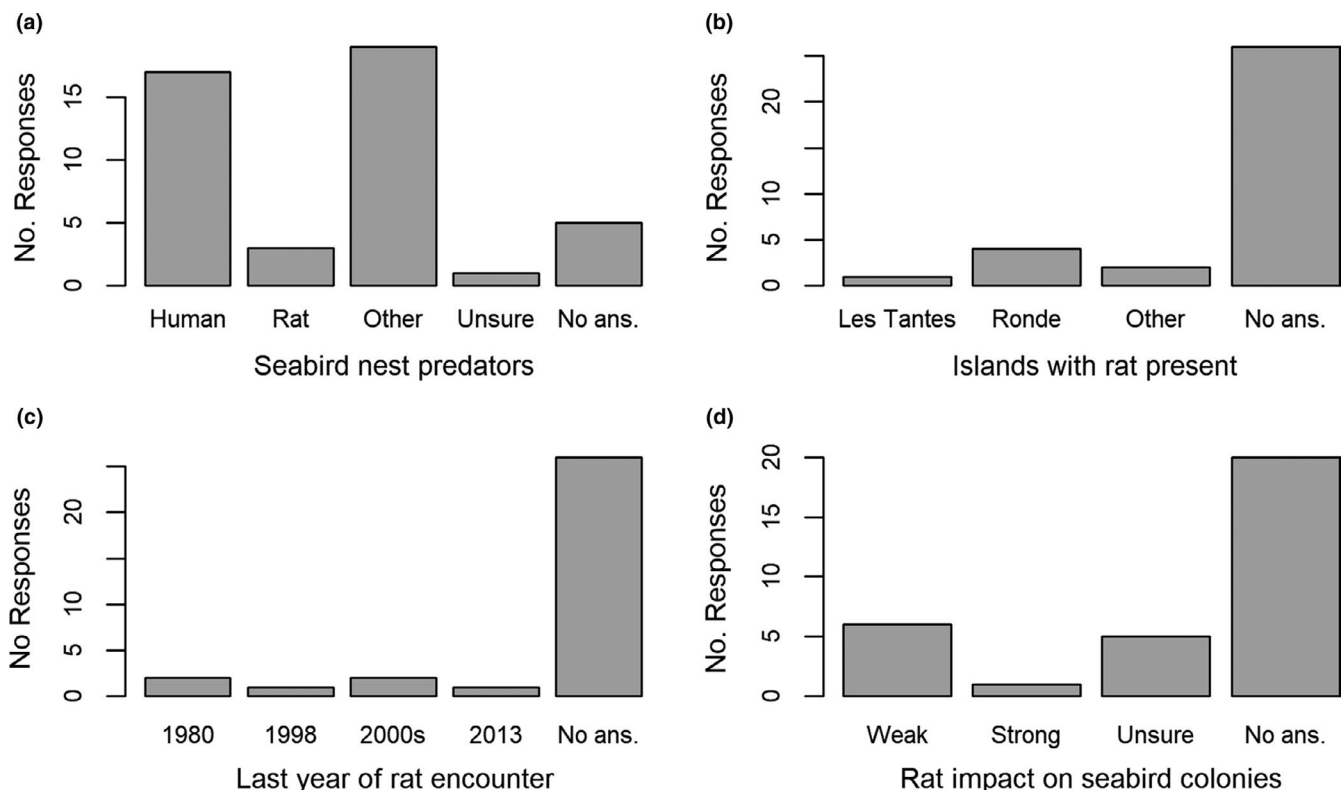 (a)
No. Responses
0 5 10 15
Human Rat Other Unsure No ans.
Seabird nest predators
(b)
No. Responses
0 5 10 20
Les Tantes Ronde Other No ans.
Islands with rat present
(c)
No Responses
0 5 10 20
1980 1998 2000s 2013 No ans.
Last year of rat encounter
(d)
No. Responses
0 5 10 15 20
Weak Strong Unsure No ans.
Rat impact on seabird colonies